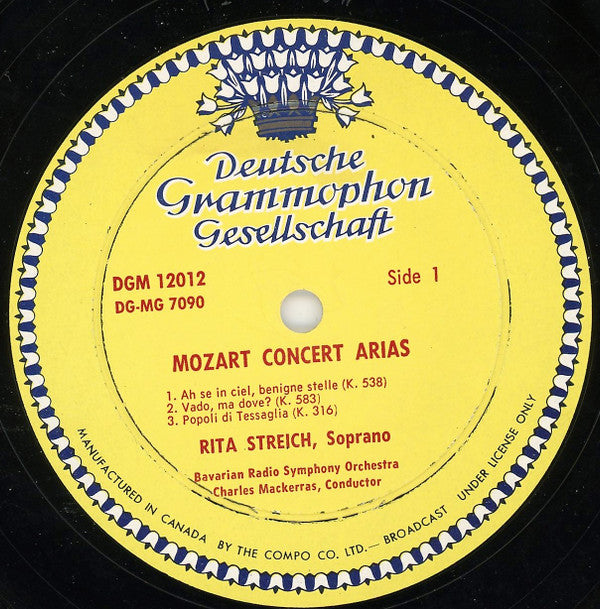 Deutsche
Grammophon
Gesellschaft
DGM 12012
DG-MG 7090
Side 1
MOZART CONCERT ARIAS
1. Ah se in ciel, benigne stelle (K. 538)
2. Vado, ma dove? (K. 583)
3. Popoli di Tessaglia (K. 316)
RITA STREICH, Soprano
Bavarian Radio Symphony Orchestra
Charles Mackerras, Conductor
MANUFACTURED IN CANADA BY THE COMPO CO. LTD.— BROADCAST UNDER LICENSE ONLY